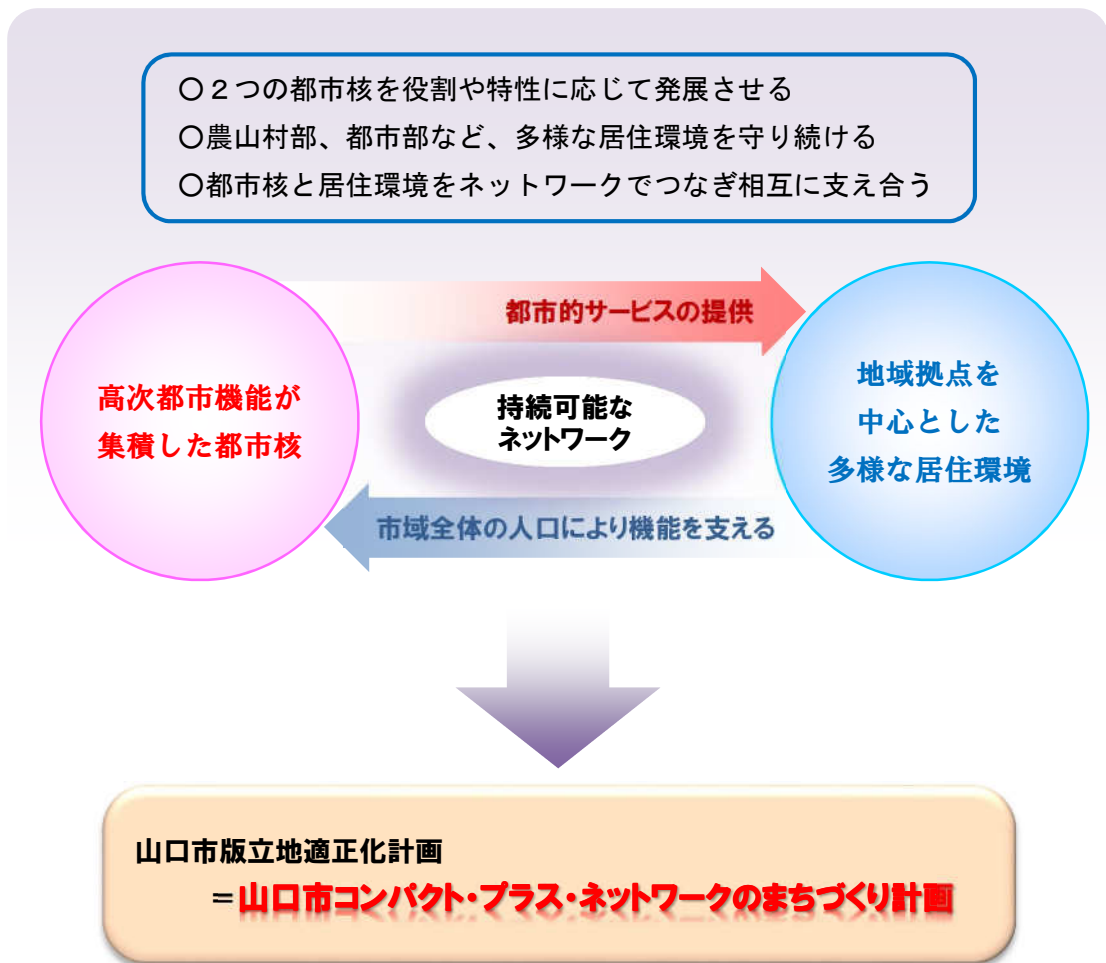 〇２つの都市核を役割や特性に応じて発展させる
〇農山村部、都市部など、多様な居住環境を守り続ける
〇都市核と居住環境をネットワークでつなぎ相互に支え合う
都市的サービスの提供
高次都市機能が
集積した都市核
持続可能な
ネットワーク
地域拠点を
中心とした
多様な居住環境
市域全体の人口により機能を支える
山口市版立地適正化計画
＝山口市コンパクト・プラス・ネットワークのまちづくり計画